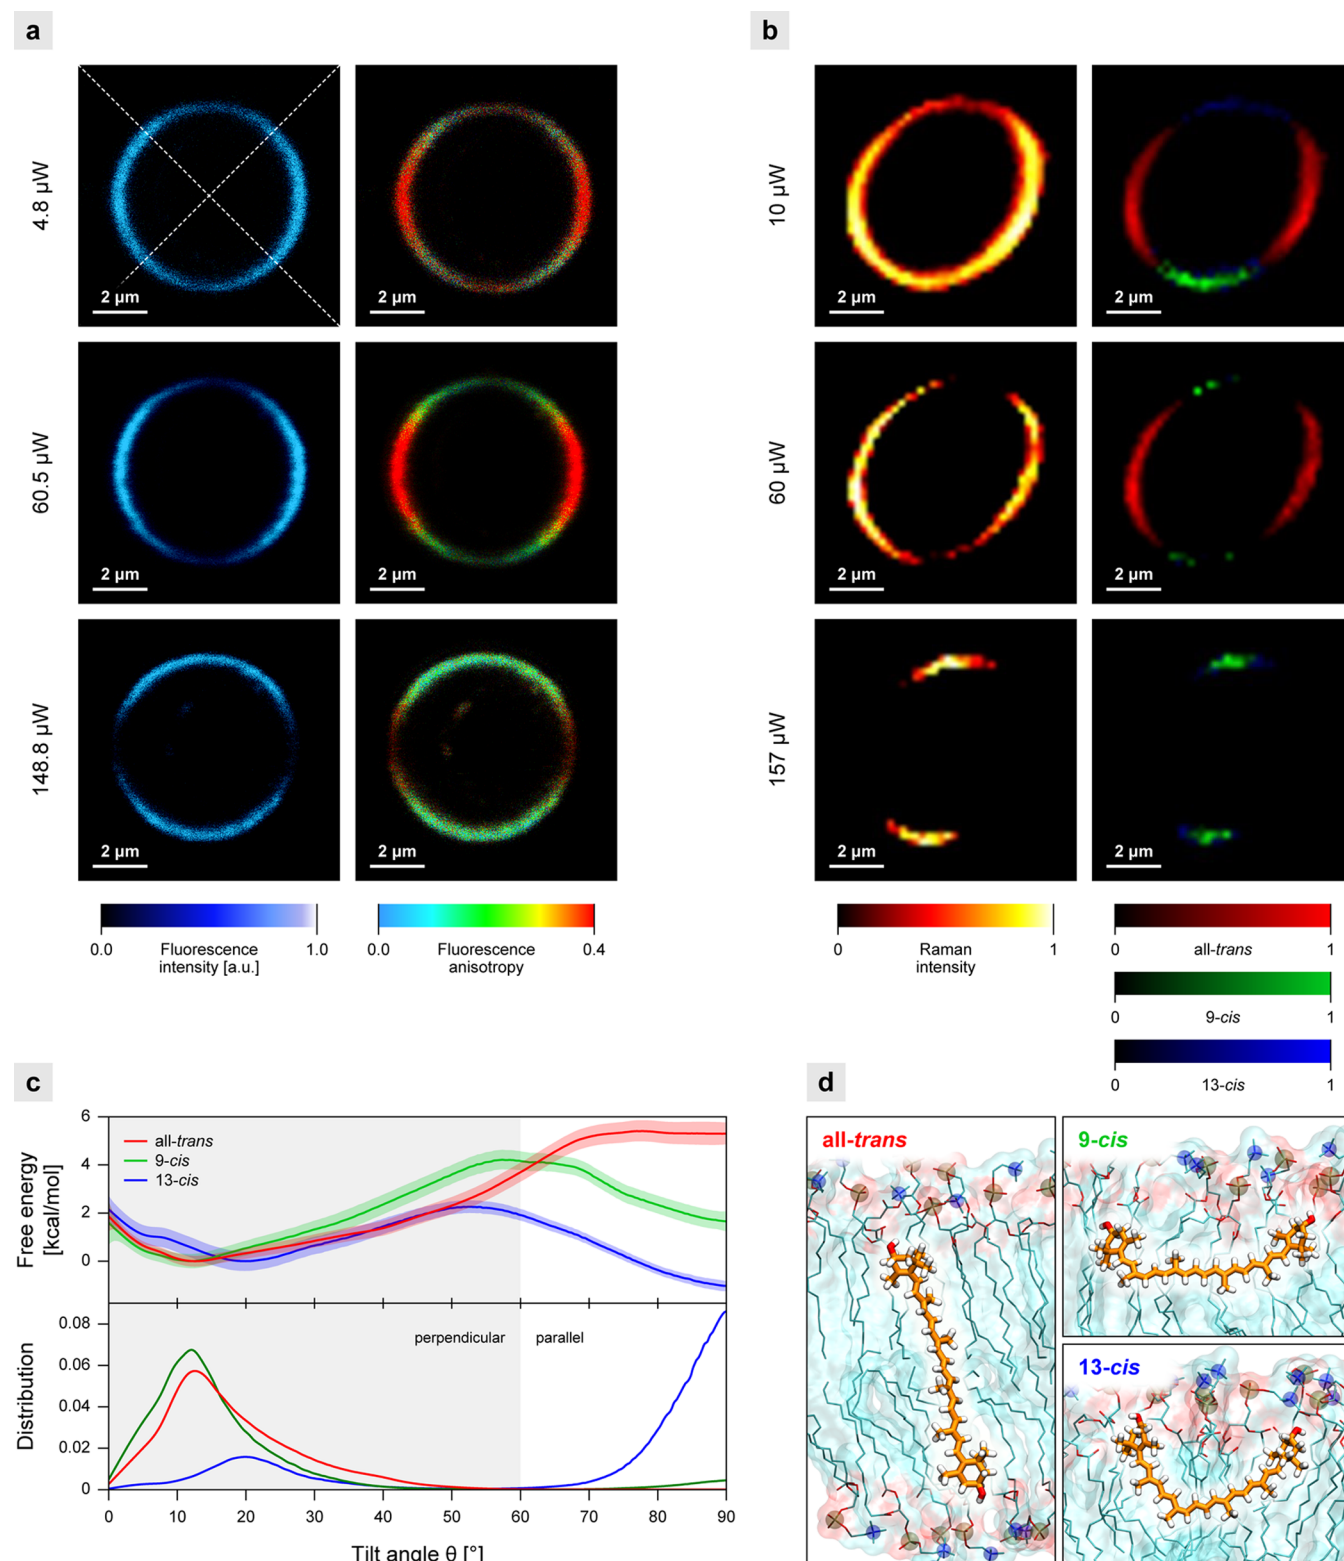 a
b
4.8 µW
2 µm
2 µm
10 µW
2 µm
2 µm
60.5 µW
2 µm
2 µm
60 µW
2 µm
2 µm
148.8 µW
2 µm
2 µm
157 µW
2 µm
2 µm
0.0 Fluorescence 1.0
intensity [a.u.]
0.0 Fluorescence 0.4
anisotropy
0 Raman 1
intensity
0 all-trans 1
0 9-cis 1
0 13-cis 1
c
Free energy
[kcal/mol]
6
4
2
0
all-trans
9-cis
13-cis
Distribution
0.08
0.06
0.04
0.02
0
perpendicular parallel
0 10 20 30 40 50 60 70 80 90
Tilt angle θ [°]
d
all-trans
9-cis
13-cis